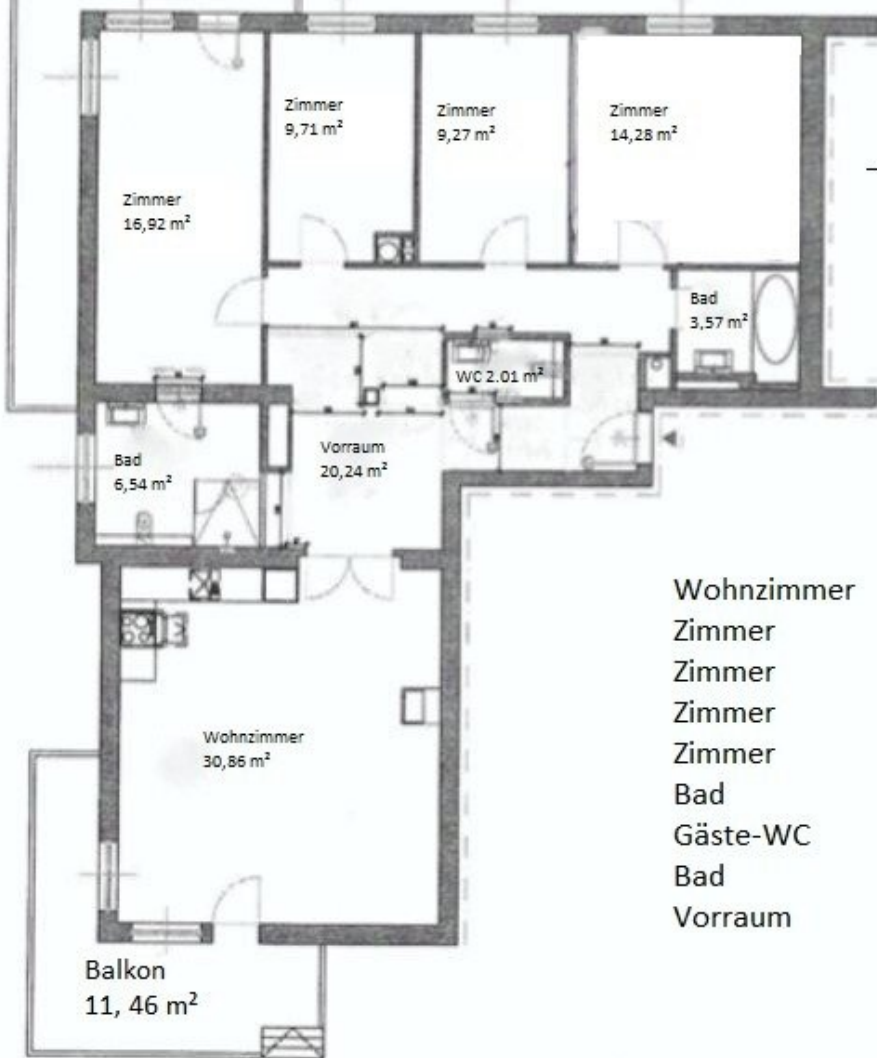 Zimmer
9,71 m²
Zimmer
9,27 m²
Zimmer
14,28 m²
Zimmer
16,92 m²
Bad
3,57 m²
WC 2.01 m²
Vorraum
20,24 m²
Bad
6,54 m²
Wohnzimmer
30,86 m²
Balkon
11, 46 m²
Wohnzimmer
Zimmer
Zimmer
Zimmer
Zimmer
Bad
Gäste-WC
Bad
Vorraum